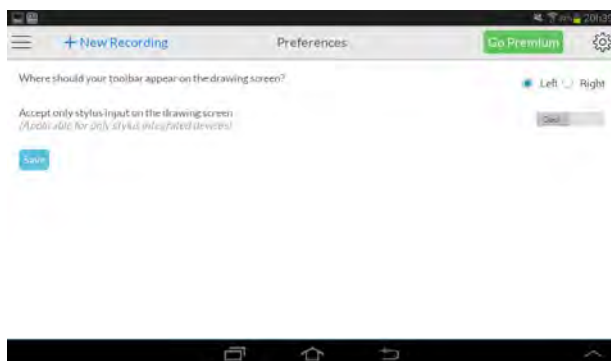 20h35
+ New Recording
Preferences
Go Premium
Where should your toolbar appear on the drawing screen?
Left
Right
Accept only stylus input on the drawing screen
(Applicable for only stylus integrated devices)
Save